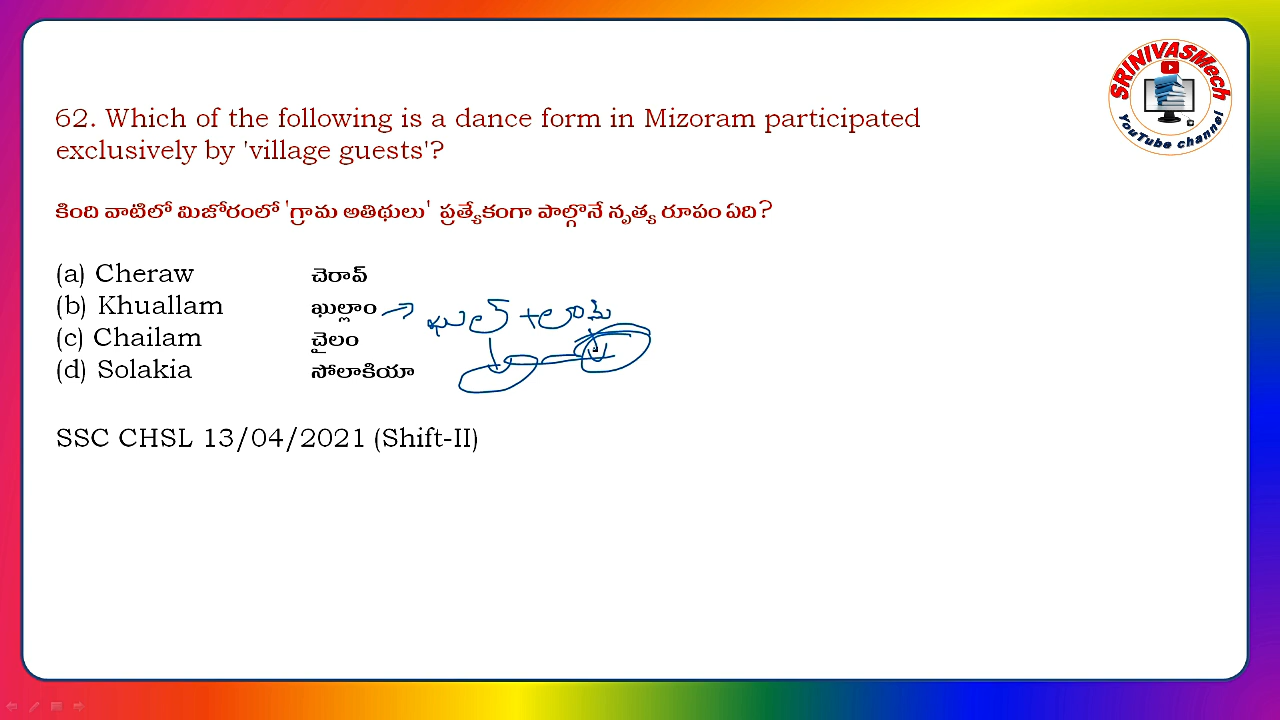 SRINIVASMech
YouTube channel
62. Which of the following is a dance form in Mizoram participated
exclusively by 'village guests'?
కింది వాటిలో మిజోరంలో 'గ్రామ అతిథులు' ప్రత్యేకంగా పాల్గొనే నృత్య రూపం ఏది?
(a) Cheraw చెరావ్
(b) Khuallam ఖుల్లాం
ఖుల్ + లామ్
(c) Chailam చైలం
(d) Solakia సోలాకియా
SSC CHSL 13/04/2021 (Shift-II)